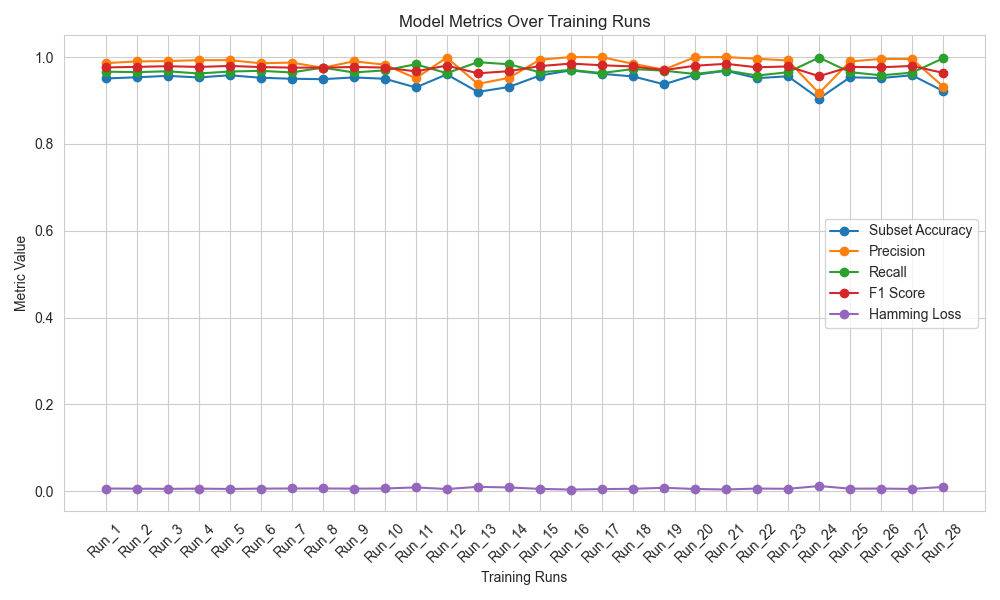 Model Metrics Over Training Runs
Metric Value
1.0
0.8
0.6
0.4
0.2
0.0
Subset Accuracy
Precision
Recall
F1 Score
Hamming Loss
Run_1
Run_2
Run_3
Run_4
Run_5
Run_6
Run_7
Run_8
Run_9
Run_10
Run_11
Run_12
Run_13
Run_14
Run_15
Run_16
Run_17
Run_18
Run_19
Run_20
Run_21
Run_22
Run_23
Run_24
Run_25
Run_26
Run_27
Run_28
Training Runs